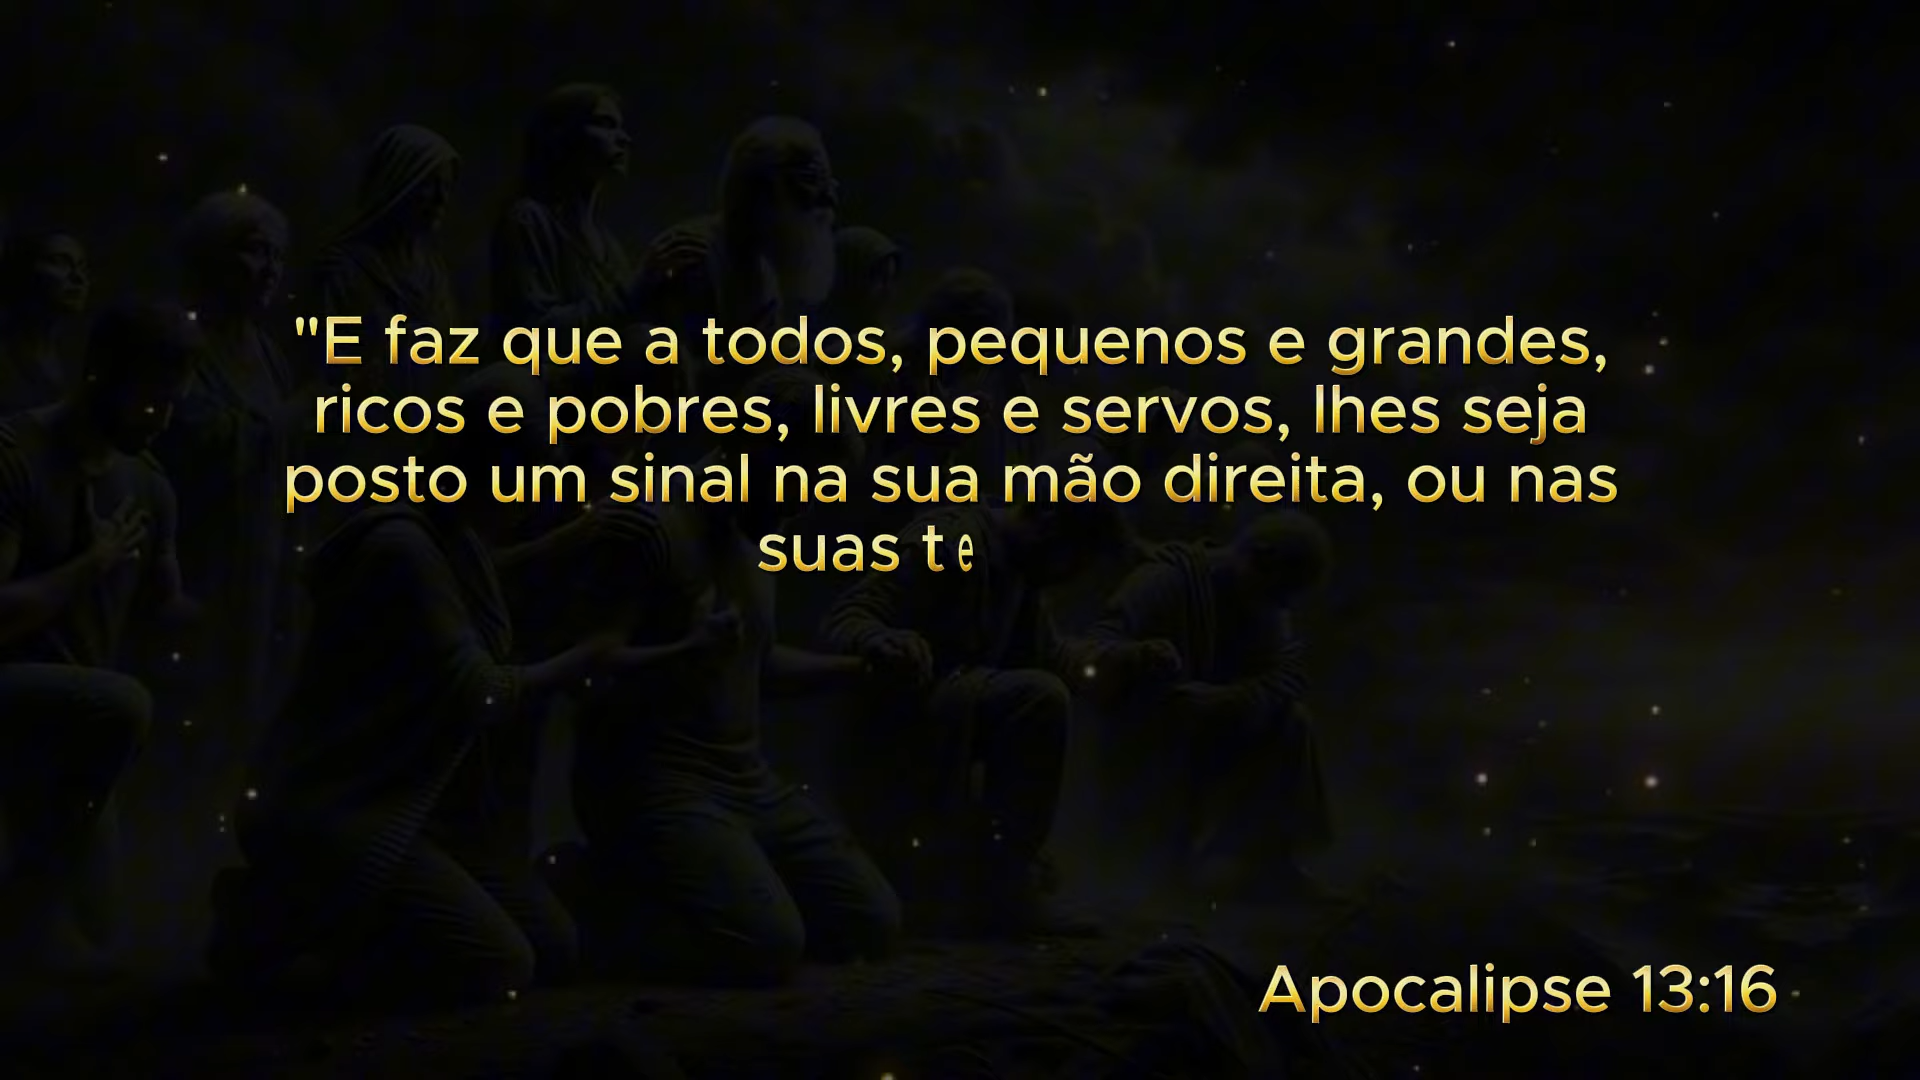 "E faz que a todos, pequenos e grandes,
ricos e pobres, livres e servos, lhes seja
posto um sinal na sua mão direita, ou nas
suas te
Apocalipse 13:16